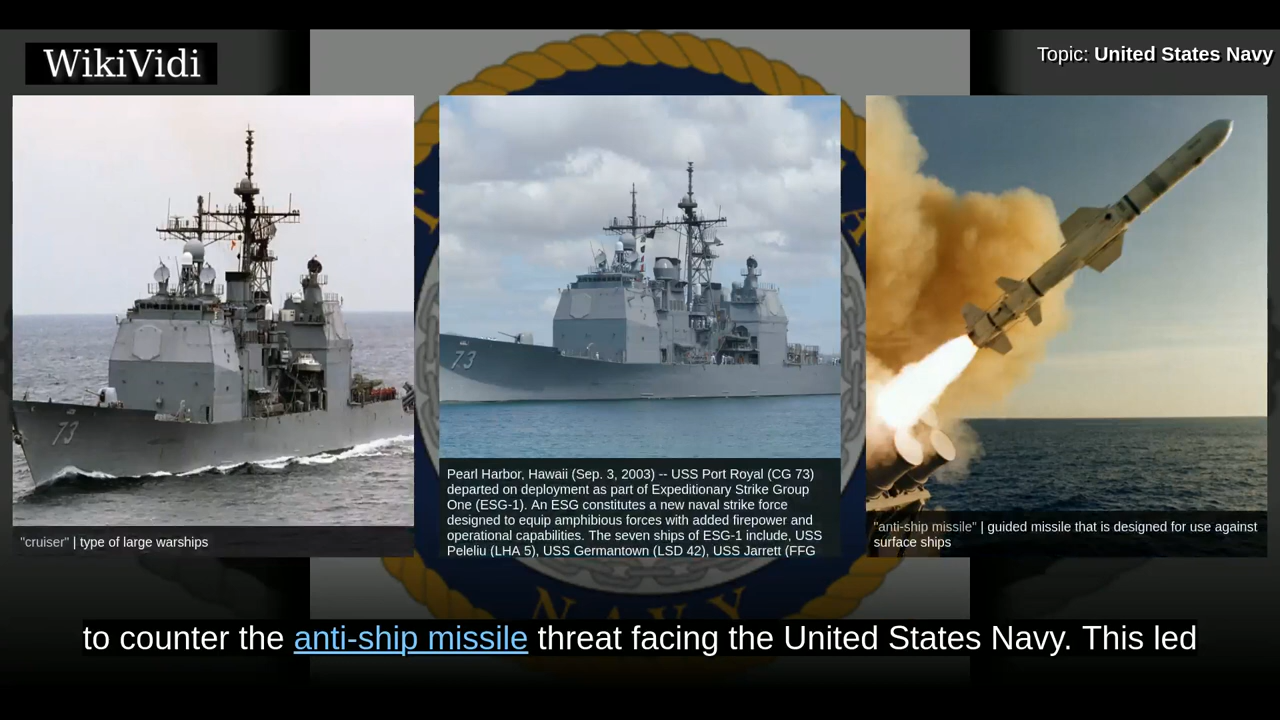 WikiVidi
Topic: United States Navy
73
"cruiser" | type of large warships
73
Pearl Harbor, Hawaii (Sep. 3, 2003) -- USS Port Royal (CG 73)
departed on deployment as part of Expeditionary Strike Group
One (ESG-1). An ESG constitutes a new naval strike force
designed to equip amphibious forces with added firepower and
operational capabilities. The seven ships of ESG-1 include, USS
Peleliu (LHA 5), USS Germantown (LSD 42), USS Jarrett (FFG
"anti-ship missile" | guided missile that is designed for use against
surface ships
NAVY
to counter the anti-ship missile threat facing the United States Navy. This led